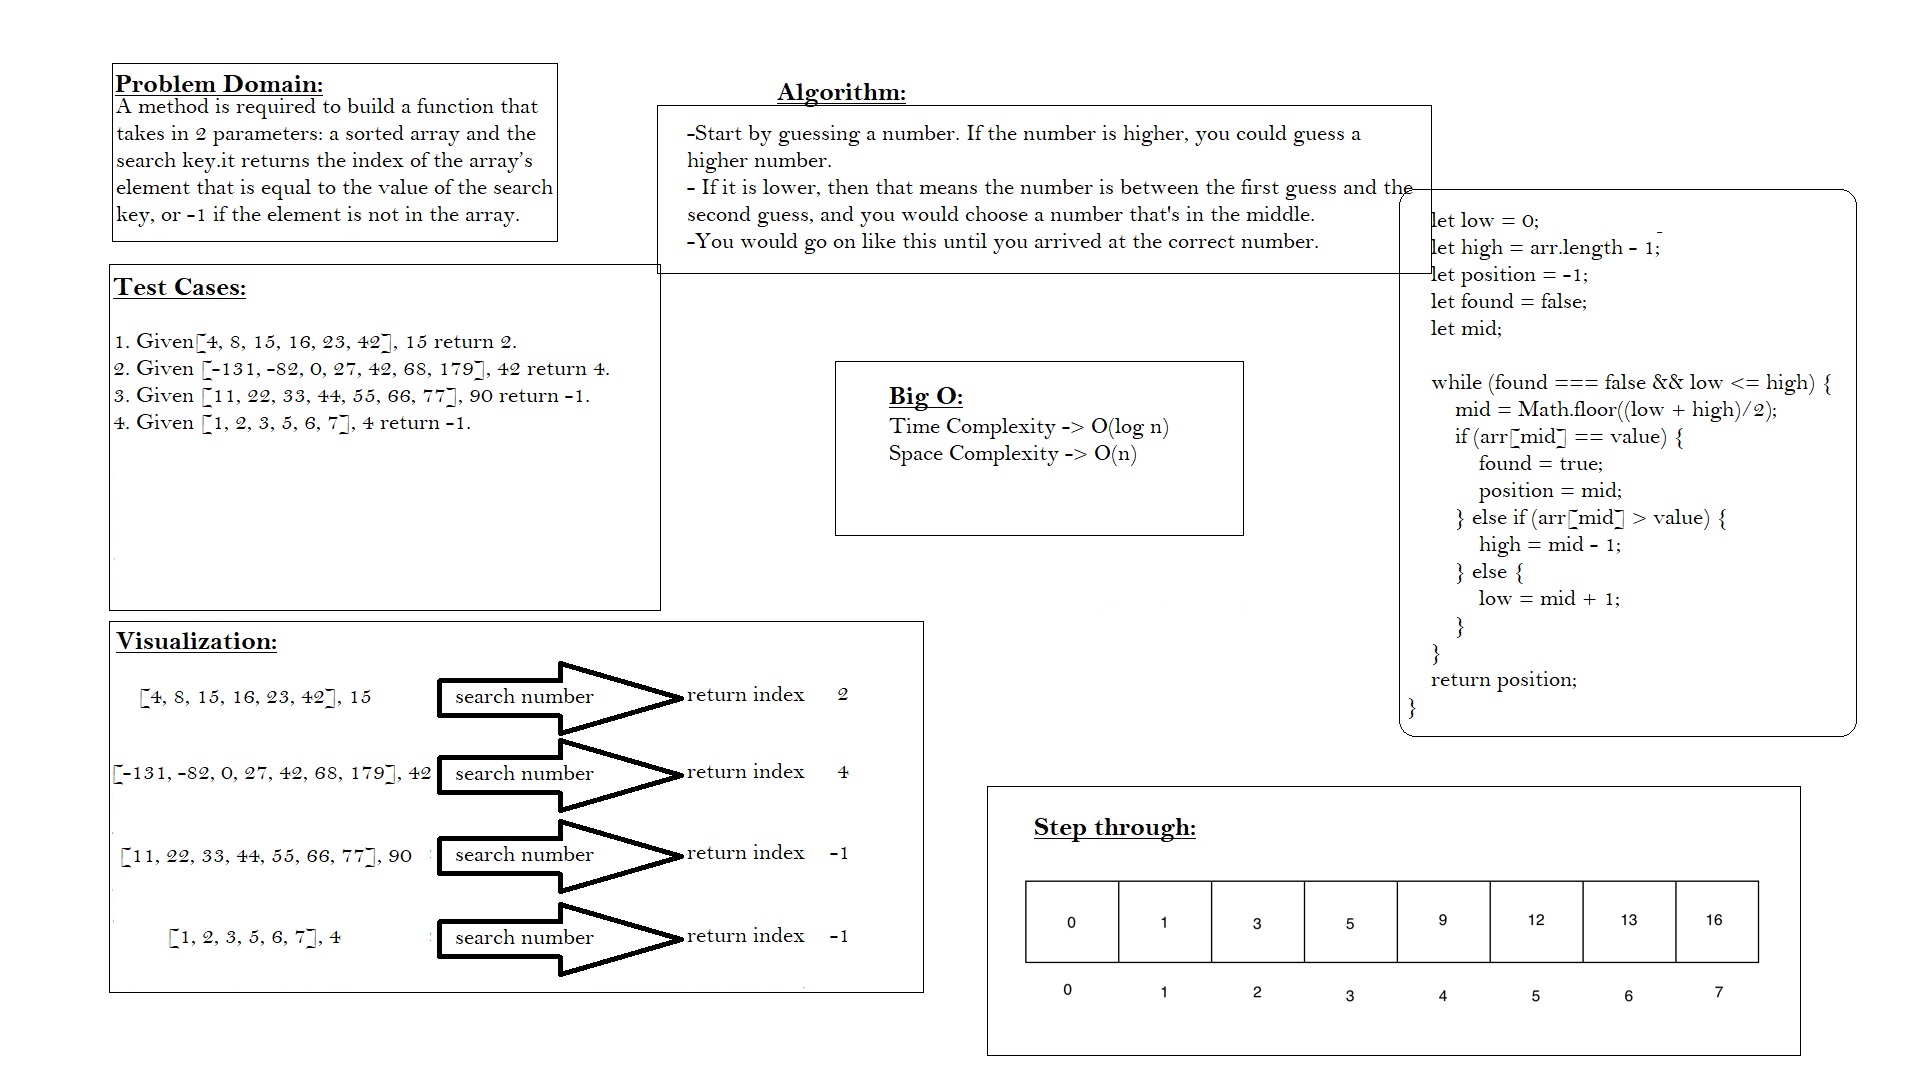 Problem Domain:
A method is required to build a function that
takes in 2 parameters: a sorted array and the
search key.it returns the index of the array's
element that is equal to the value of the search
key, or -1 if the element is not in the array.
Algorithm:
-Start by guessing a number. If the number is higher, you could guess a
higher number.
- If it is lower, then that means the number is between the first guess and the
second guess, and you would choose a number that's in the middle.
-You would go on like this until you arrived at the correct number.
Test Cases:
1. Given[4, 8, 15, 16, 23, 42], 15 return 2.
2. Given [-131, -82, 0, 27, 42, 68, 179], 42 return 4.
3. Given [11, 22, 33, 44, 55, 66, 77], 90 return -1.
4. Given [1, 2, 3, 5, 6, 7], 4 return -1.
Big O:
Time Complexity -> O(log n)
Space Complexity -> O(n)
let low = 0;
let high = arr.length - 1;
let position = -1;
let found = false;
let mid;
while (found === false && low <= high) {
mid = Math.floor((low + high)/2);
if (arr[mid] == value) {
found = true;
position = mid;
} else if (arr[mid] > value) {
high = mid - 1;
} else {
low = mid + 1;
}
}
return position;
}
Visualization:
[4, 8, 15, 16, 23, 42], 15 search number return index 2
[-131, -82, 0, 27, 42, 68, 179], 42 search number return index 4
[11, 22, 33, 44, 55, 66, 77], 90 search number return index -1
[1, 2, 3, 5, 6, 7], 4 search number return index -1
Step through:
0 1 3 5 9 12 13 16
0 1 2 3 4 5 6 7